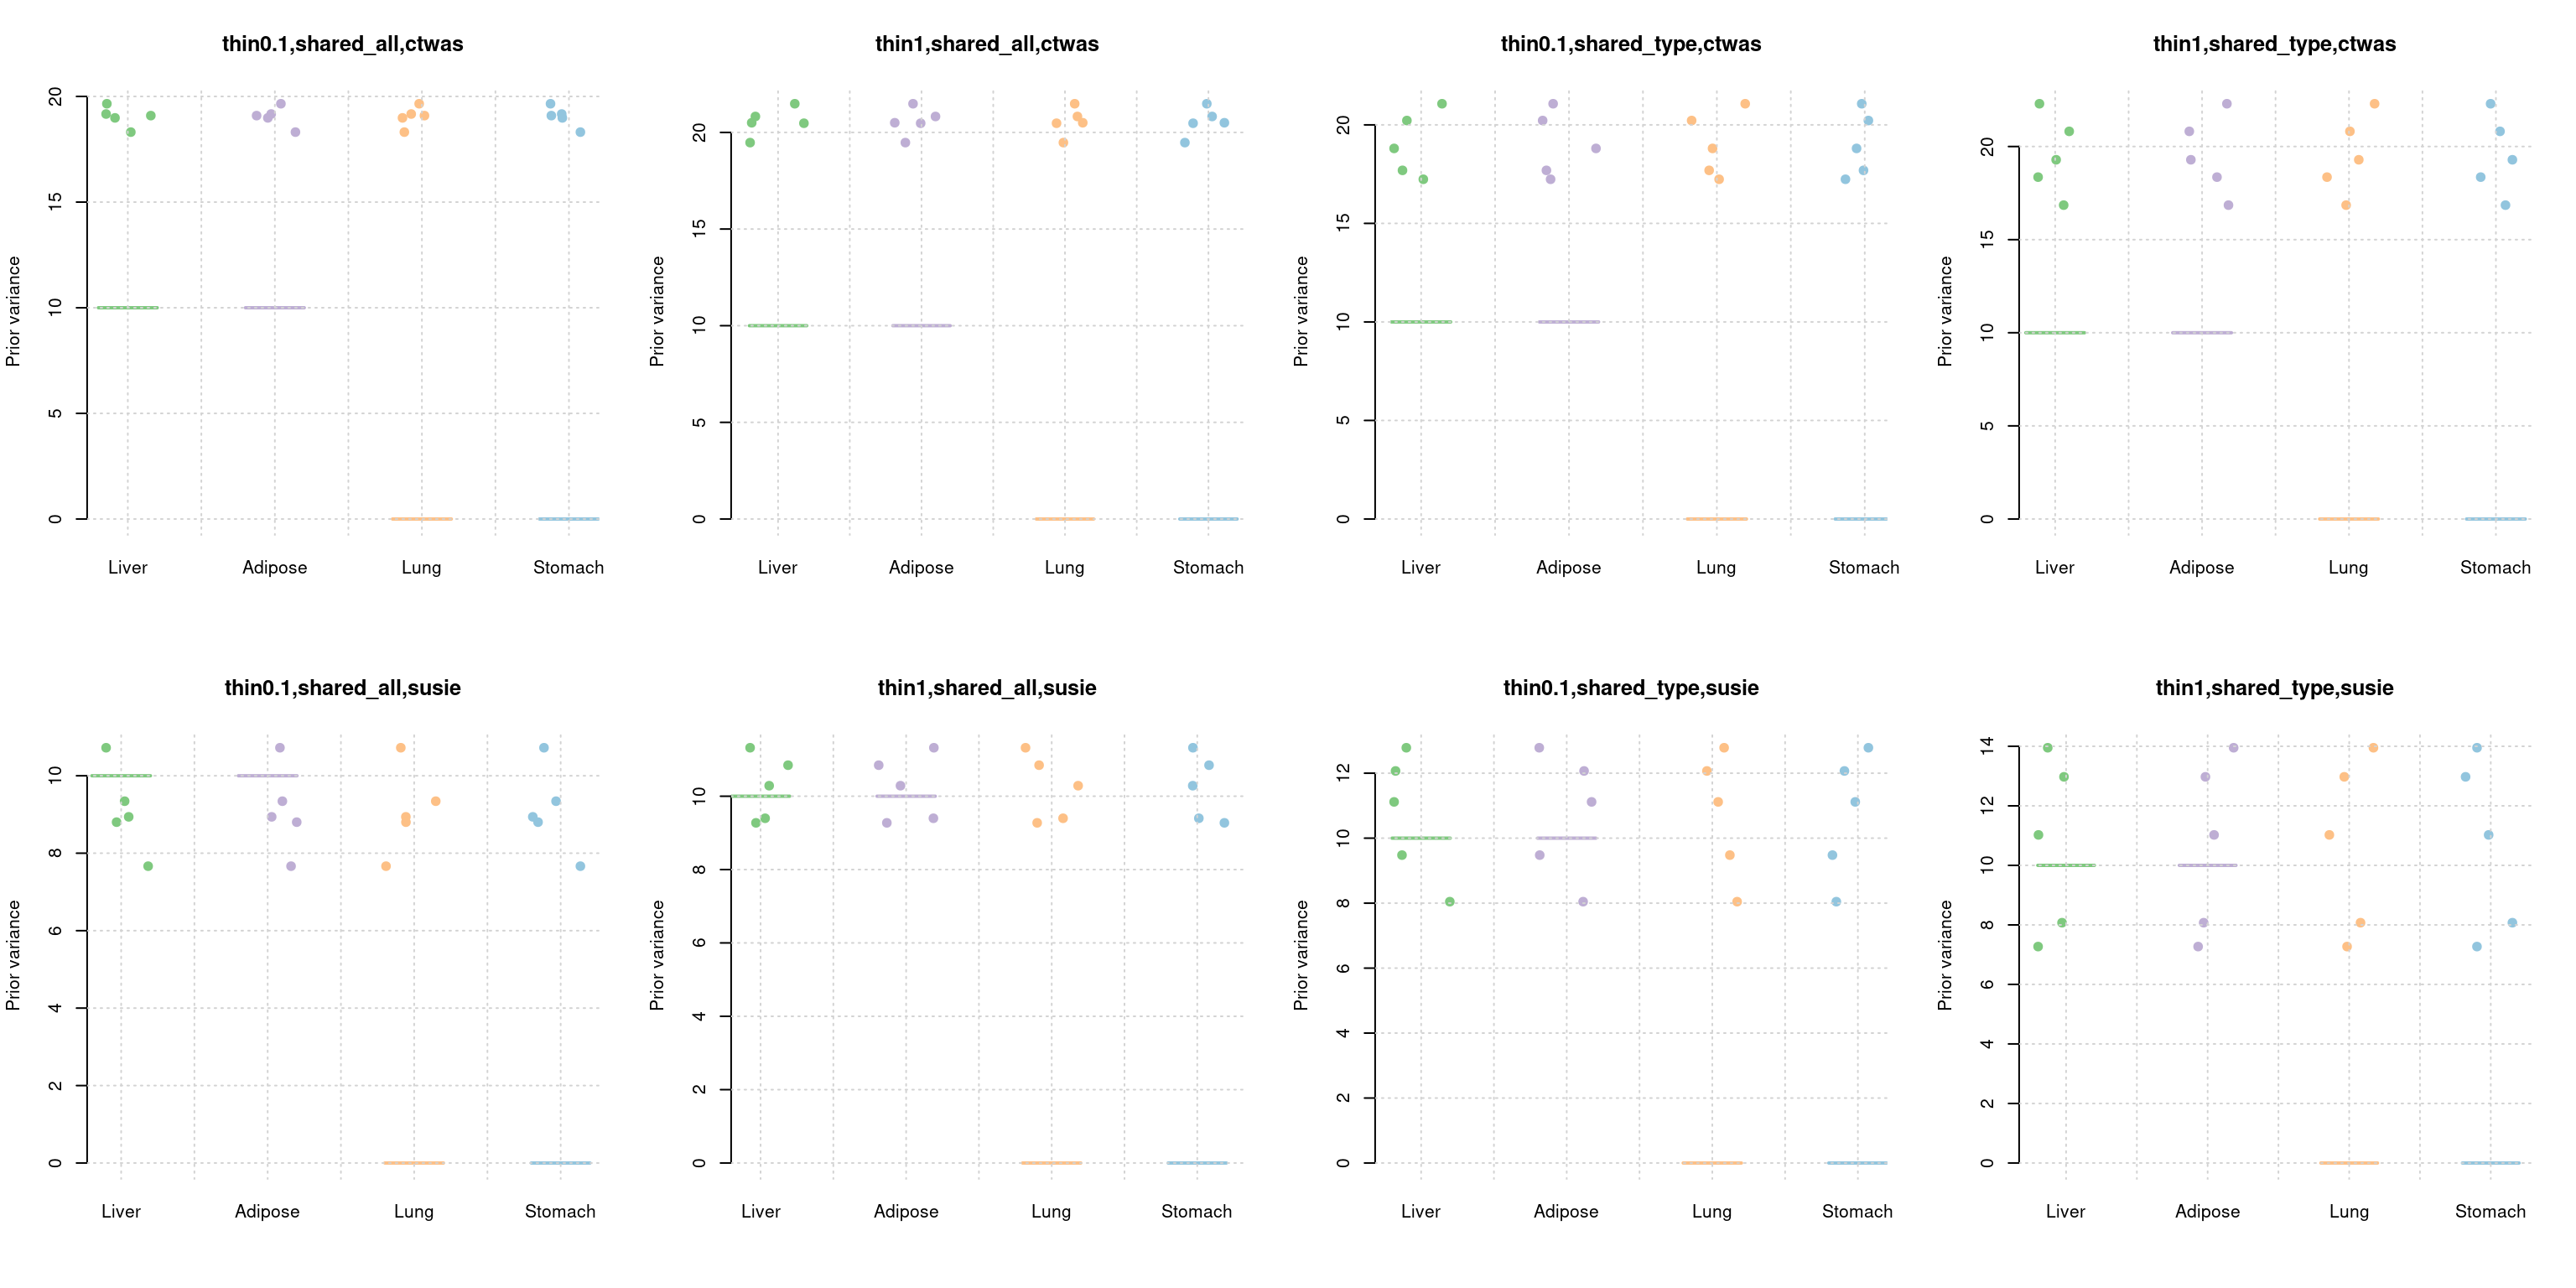 thin0.1,shared_all,ctwas
Prior variance
20
15
10
5
0
Liver Adipose Lung Stomach
thin1,shared_all,ctwas
Prior variance
20
15
10
5
0
Liver Adipose Lung Stomach
thin0.1,shared_type,ctwas
Prior variance
20
15
10
5
0
Liver Adipose Lung Stomach
thin1,shared_type,ctwas
Prior variance
20
15
10
5
0
Liver Adipose Lung Stomach
thin0.1,shared_all,susie
Prior variance
10
8
6
4
2
0
Liver Adipose Lung Stomach
thin1,shared_all,susie
Prior variance
10
8
6
4
2
0
Liver Adipose Lung Stomach
thin0.1,shared_type,susie
Prior variance
12
10
8
6
4
2
0
Liver Adipose Lung Stomach
thin1,shared_type,susie
Prior variance
14
12
10
8
6
4
2
0
Liver Adipose Lung Stomach